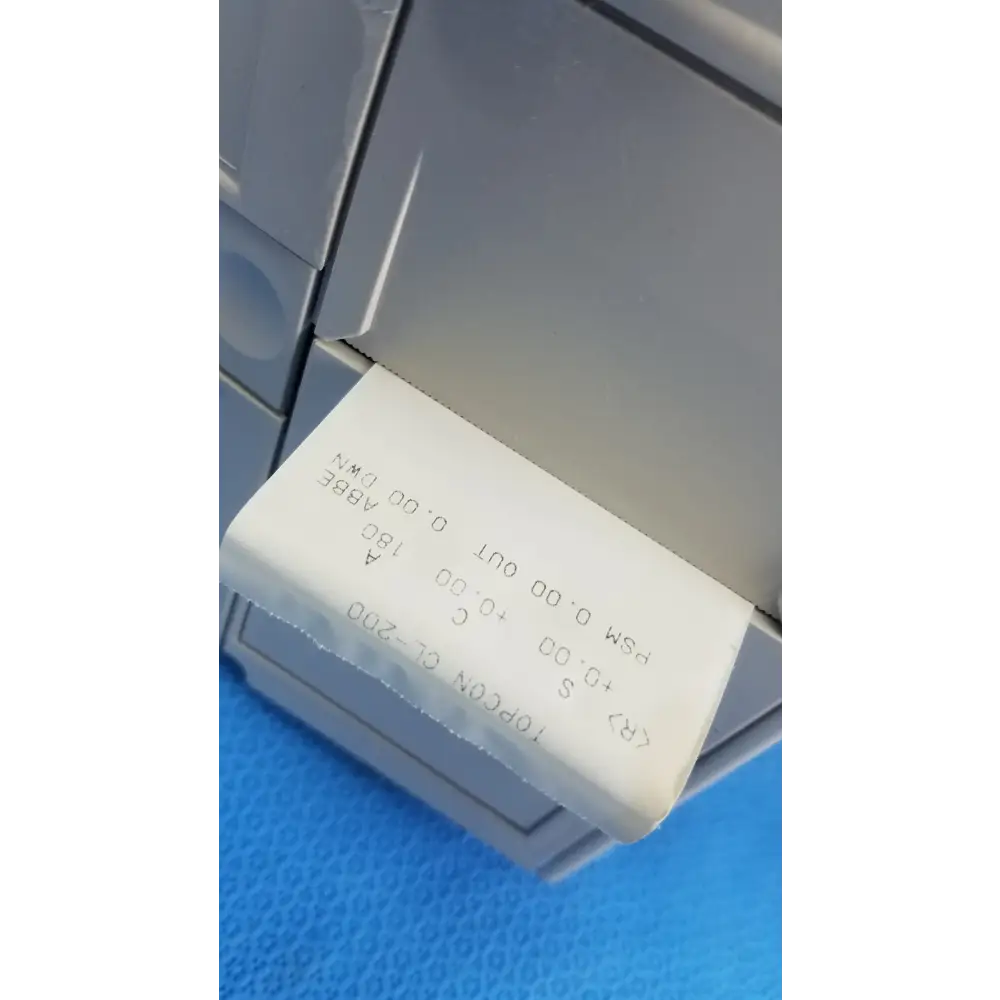 TOPCON CL-200
S C A ABBE
<R> +0.00 +0.00 180
PSM 0.00 OUT 0.00 DWN